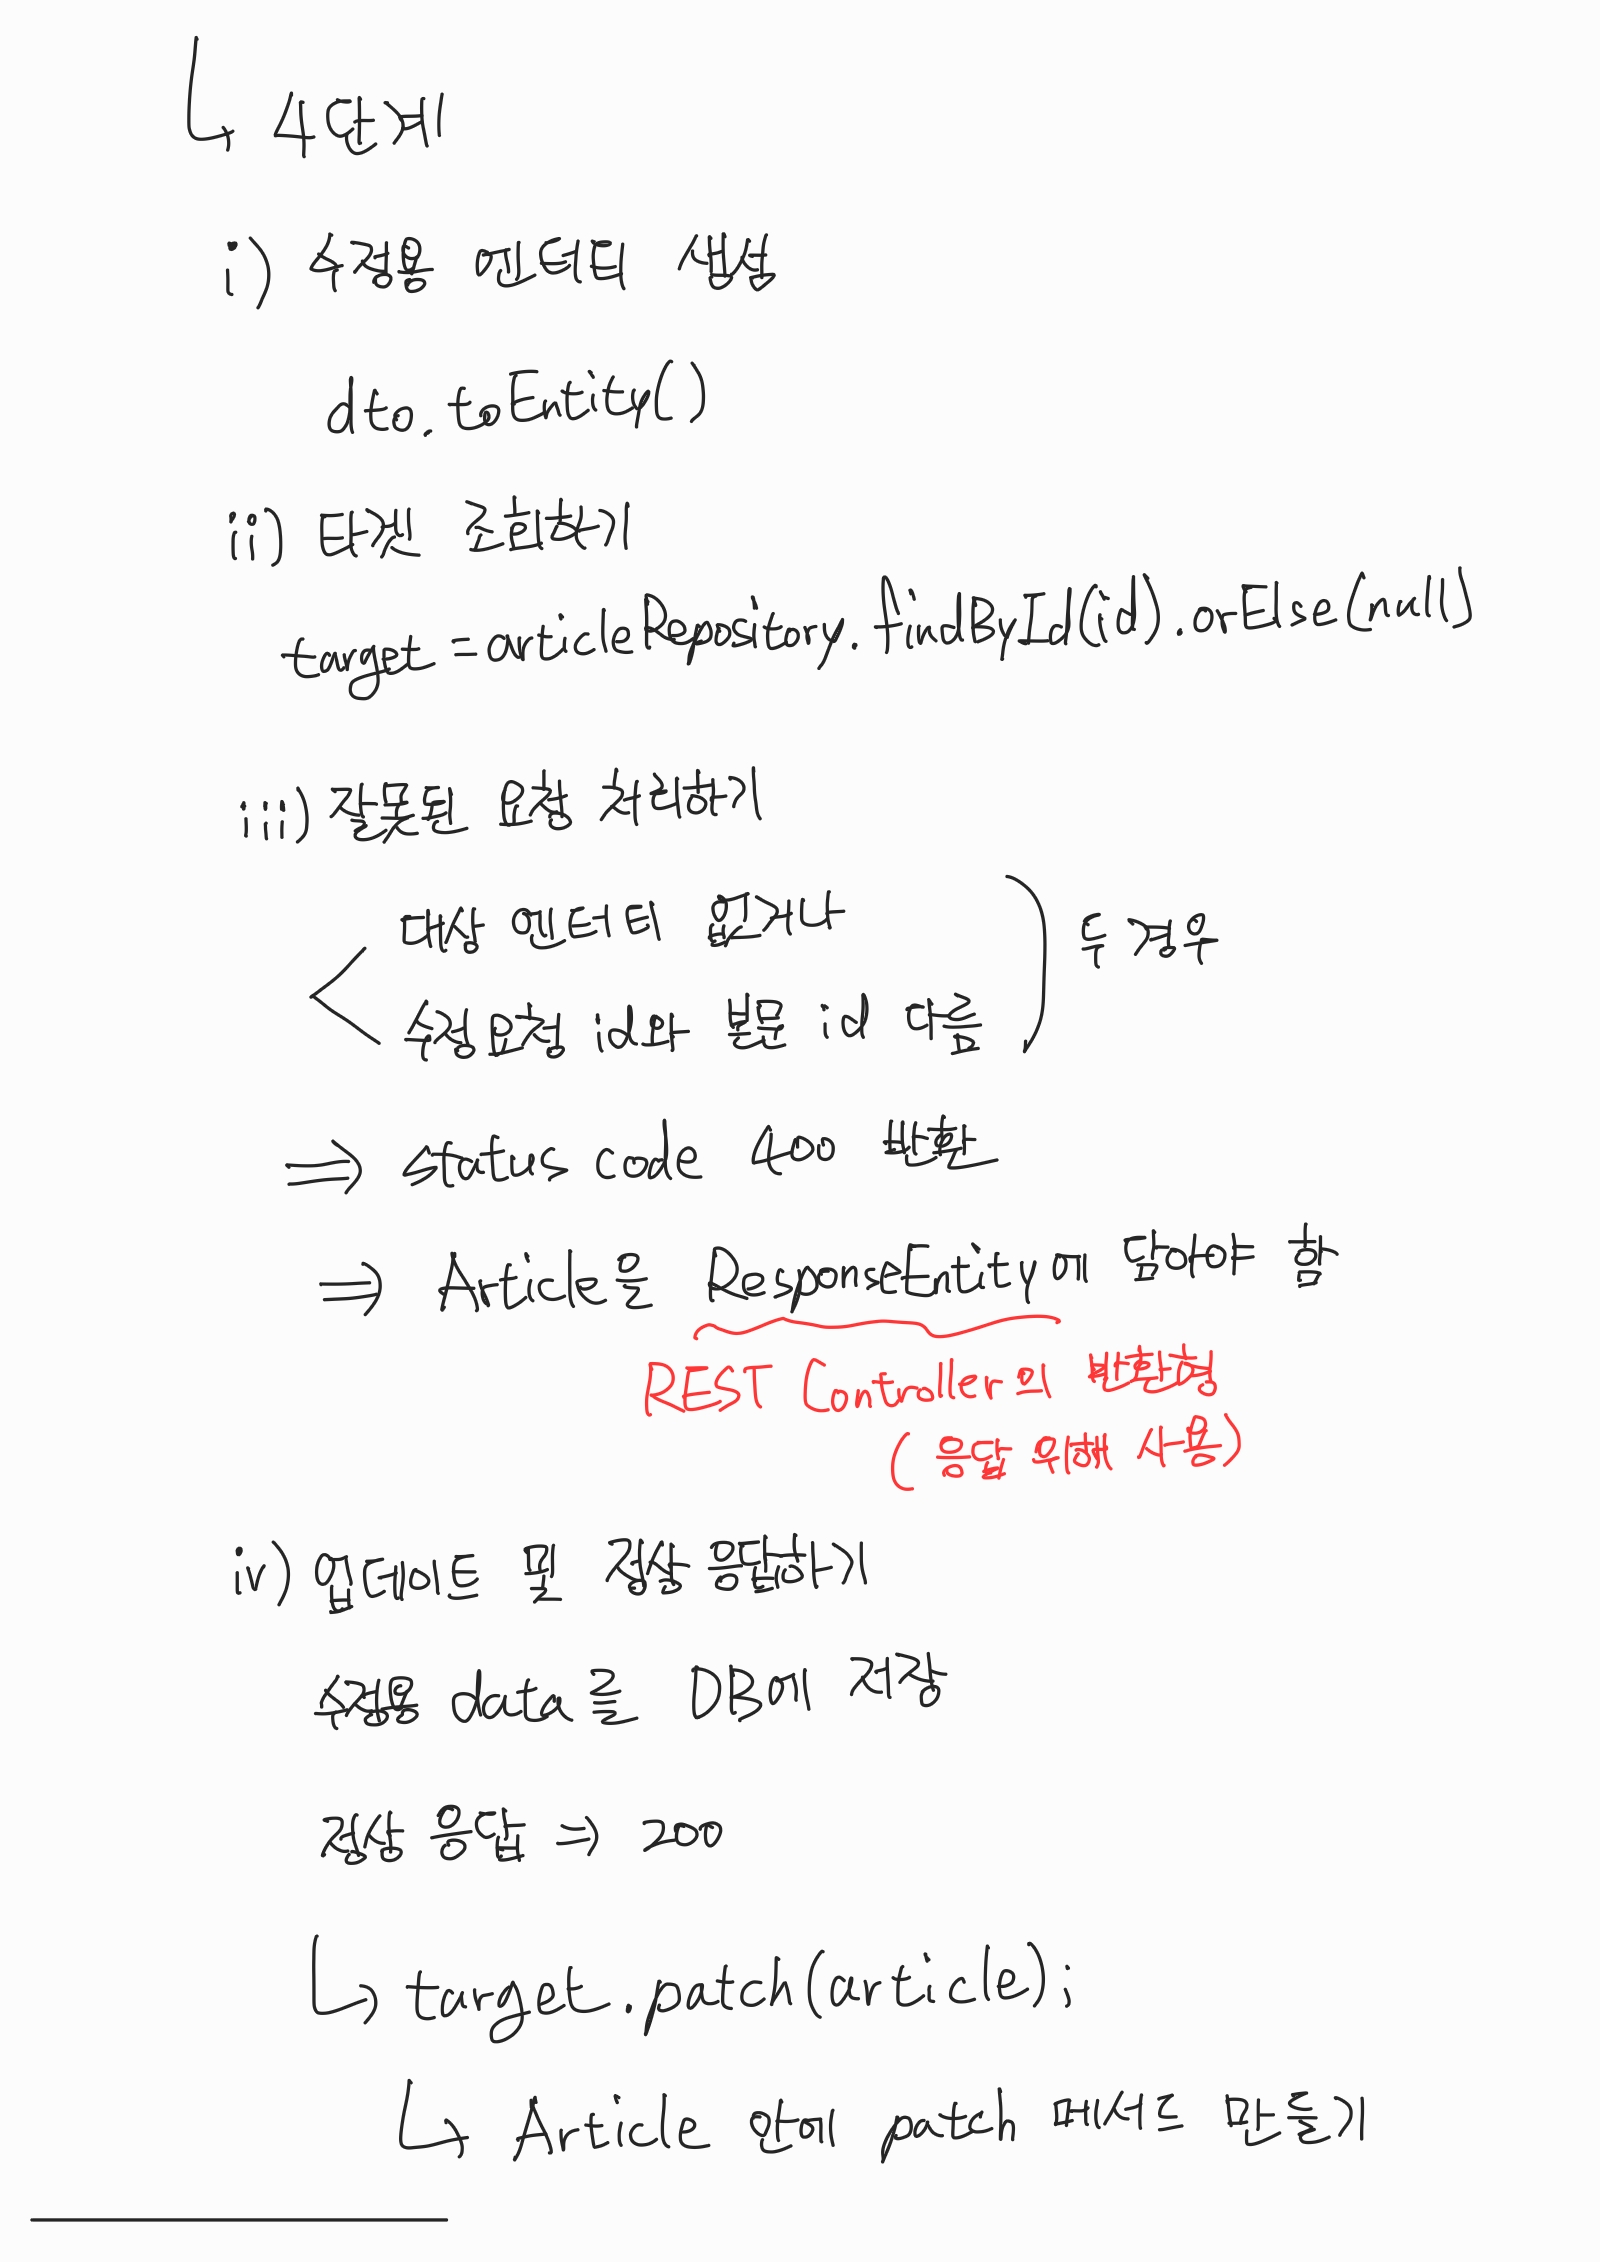 ↳ 4단계
i) 수정용 엔터티 생성
dto.toEntity()
ii) 타겐 조회하기
target = articleRepository.findById(id).orElse(null)
iii) 잘못된 요청 처리하기
대상 엔터티 없거나
수정요청 id와 본문 id 다름
두 경우
⇒ status code 400 반환
⇒ Article을 ResponseEntity에 담아야 함
REST Controller의 반환형
(응답 위해 사용)
iv) 업데이트 및 정상 응답하기
수정용 data를 DB에 저장
정상 응답 ⇒ 200
↳ target.patch(article);
↳ Article 안에 patch 메서드 만들기